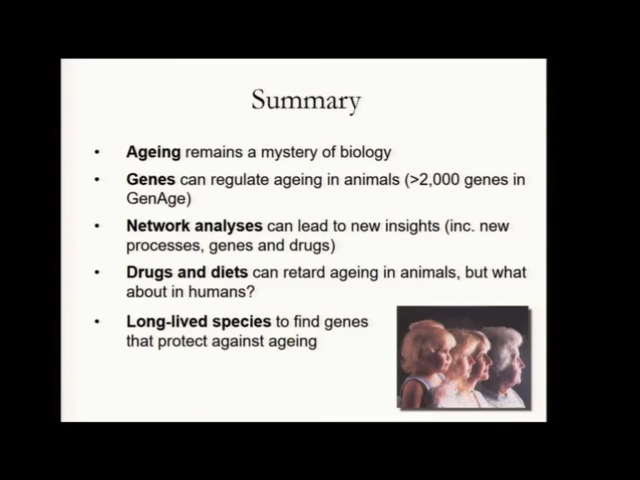 Summary
• Ageing remains a mystery of biology
• Genes can regulate ageing in animals (>2,000 genes in
GenAge)
• Network analyses can lead to new insights (inc. new
processes, genes and drugs)
• Drugs and diets can retard ageing in animals, but what
about in humans?
• Long-lived species to find genes
that protect against ageing